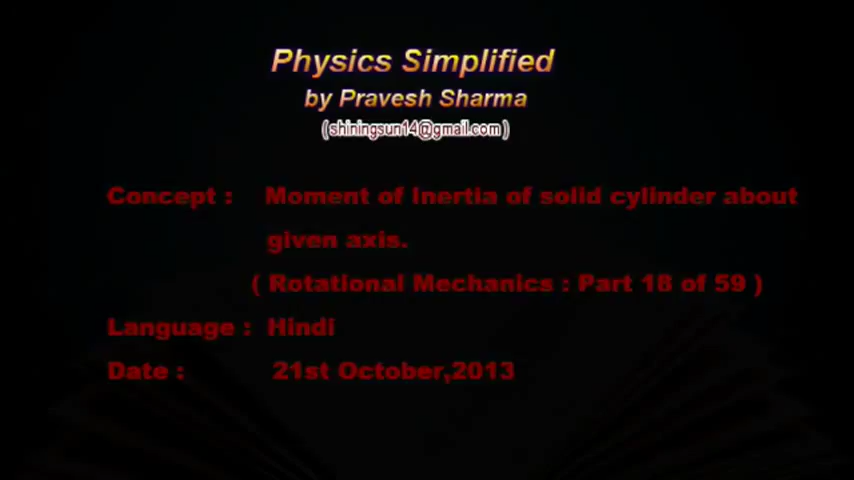 Physics Simplified
by Pravesh Sharma
(shiningsun14@gmail.com)
Concept : Moment of Inertia of solid cylinder about
given axis.
( Rotational Mechanics : Part 18 of 59 )
Language : Hindi
Date : 21st October,2013